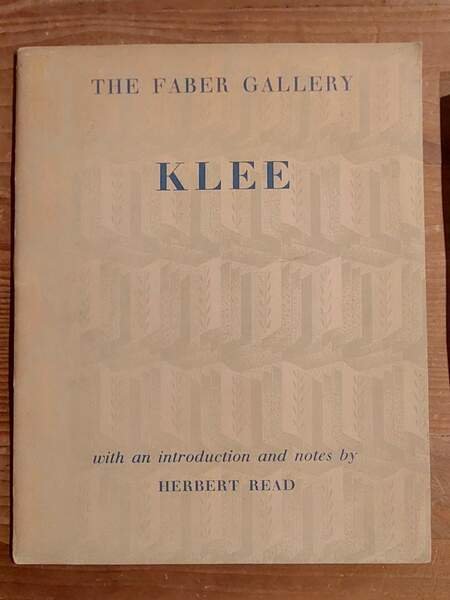 THE FABER GALLERY
KLEE
with an introduction and notes by
HERBERT READ